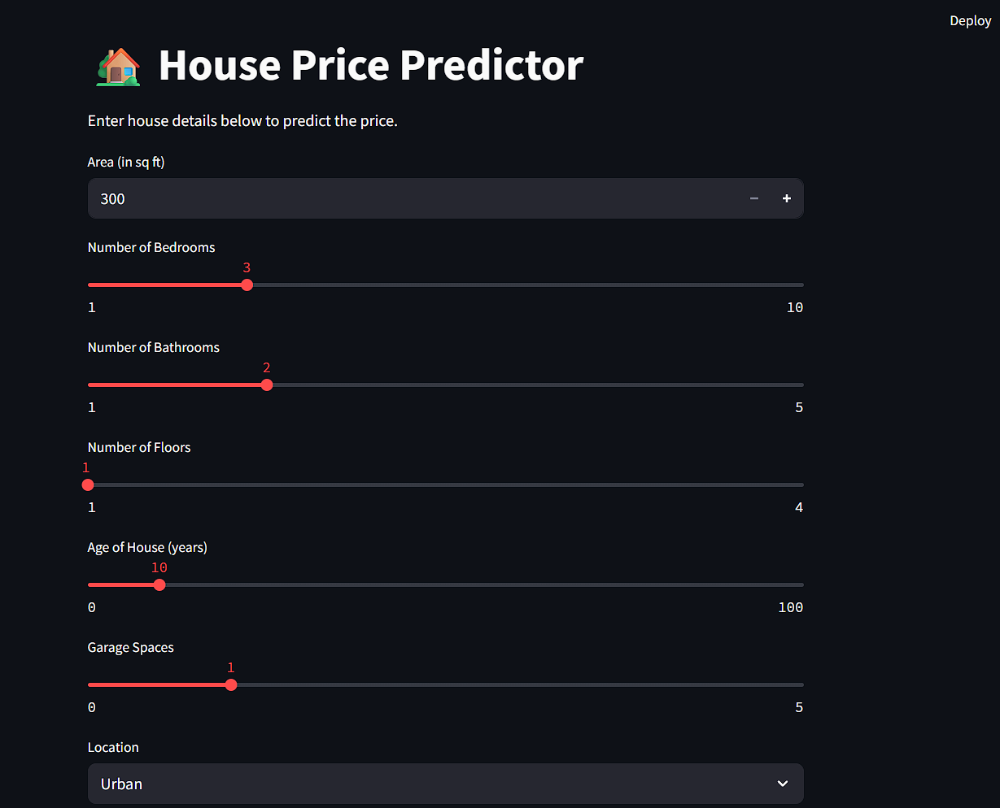 Deploy
House Price Predictor
Enter house details below to predict the price.
Area (in sq ft)
300 − +
Number of Bedrooms
3
1 10
Number of Bathrooms
2
1 5
Number of Floors
1
1 4
Age of House (years)
10
0 100
Garage Spaces
1
0 5
Location
Urban